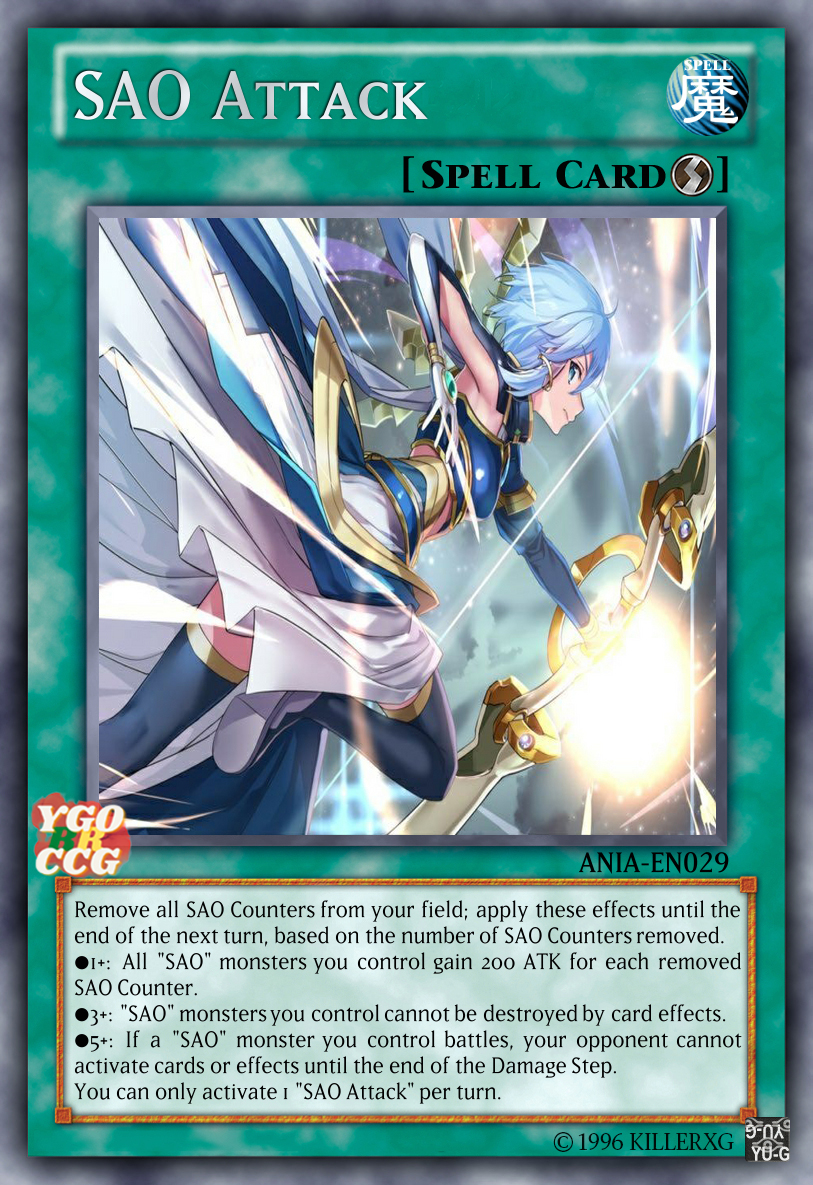 SAO Attack
SPELL
魔
[Spell Card]
YGO
BR
CCG
ANIA-EN029
Remove all SAO Counters from your field; apply these effects until the
end of the next turn, based on the number of SAO Counters removed.
●1+: All "SAO" monsters you control gain 200 ATK for each removed
SAO Counter.
●3+: "SAO" monsters you control cannot be destroyed by card effects.
●5+: If a "SAO" monster you control battles, your opponent cannot
activate cards or effects until the end of the Damage Step.
You can only activate 1 "SAO Attack" per turn.
© 1996 KILLERXG
YU-G
YU-G